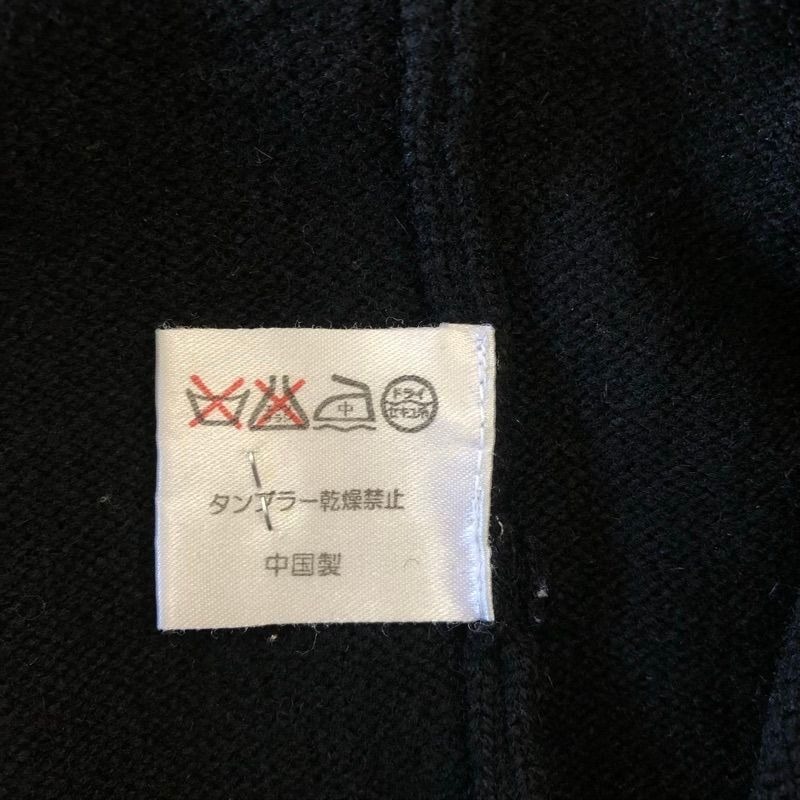 中 ドライ
セキユ系
タンブラー乾燥禁止
中国製